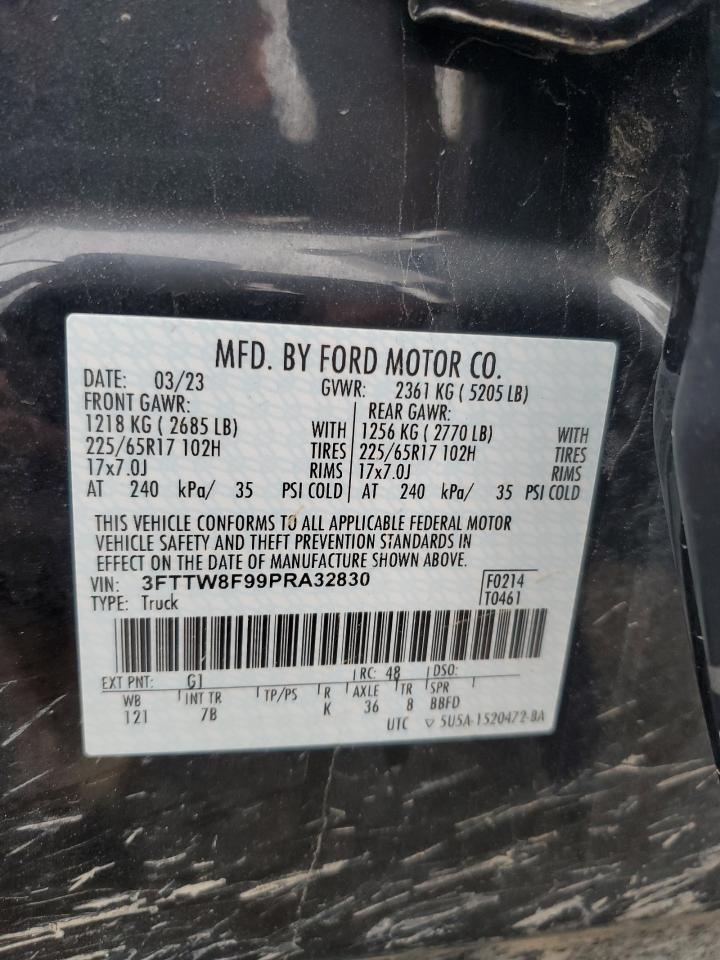 MFD. BY FORD MOTOR CO.
DATE: 03/23 GVWR: 2361 KG ( 5205 LB)
FRONT GAWR: REAR GAWR:
1218 KG ( 2685 LB) WITH 1256 KG ( 2770 LB) WITH
225/65R17 102H TIRES 225/65R17 102H TIRES
17x7.0J RIMS 17x7.0J RIMS
AT 240 kPa/ 35 PSI COLD AT 240 kPa/ 35 PSI COLD
THIS VEHICLE CONFORMS TO ALL APPLICABLE FEDERAL MOTOR
VEHICLE SAFETY AND THEFT PREVENTION STANDARDS IN
EFFECT ON THE DATE OF MANUFACTURE SHOWN ABOVE.
VIN: 3FTTW8F99PRA32830 F0214
TYPE: Truck T0461
EXT PNT: G1 RC: 48 DSO:
WB INT TR TP/PS R AXLE TR SPR
121 7B K 36 8 BBFD
UTC ▽ 5U5A-1520472-BA